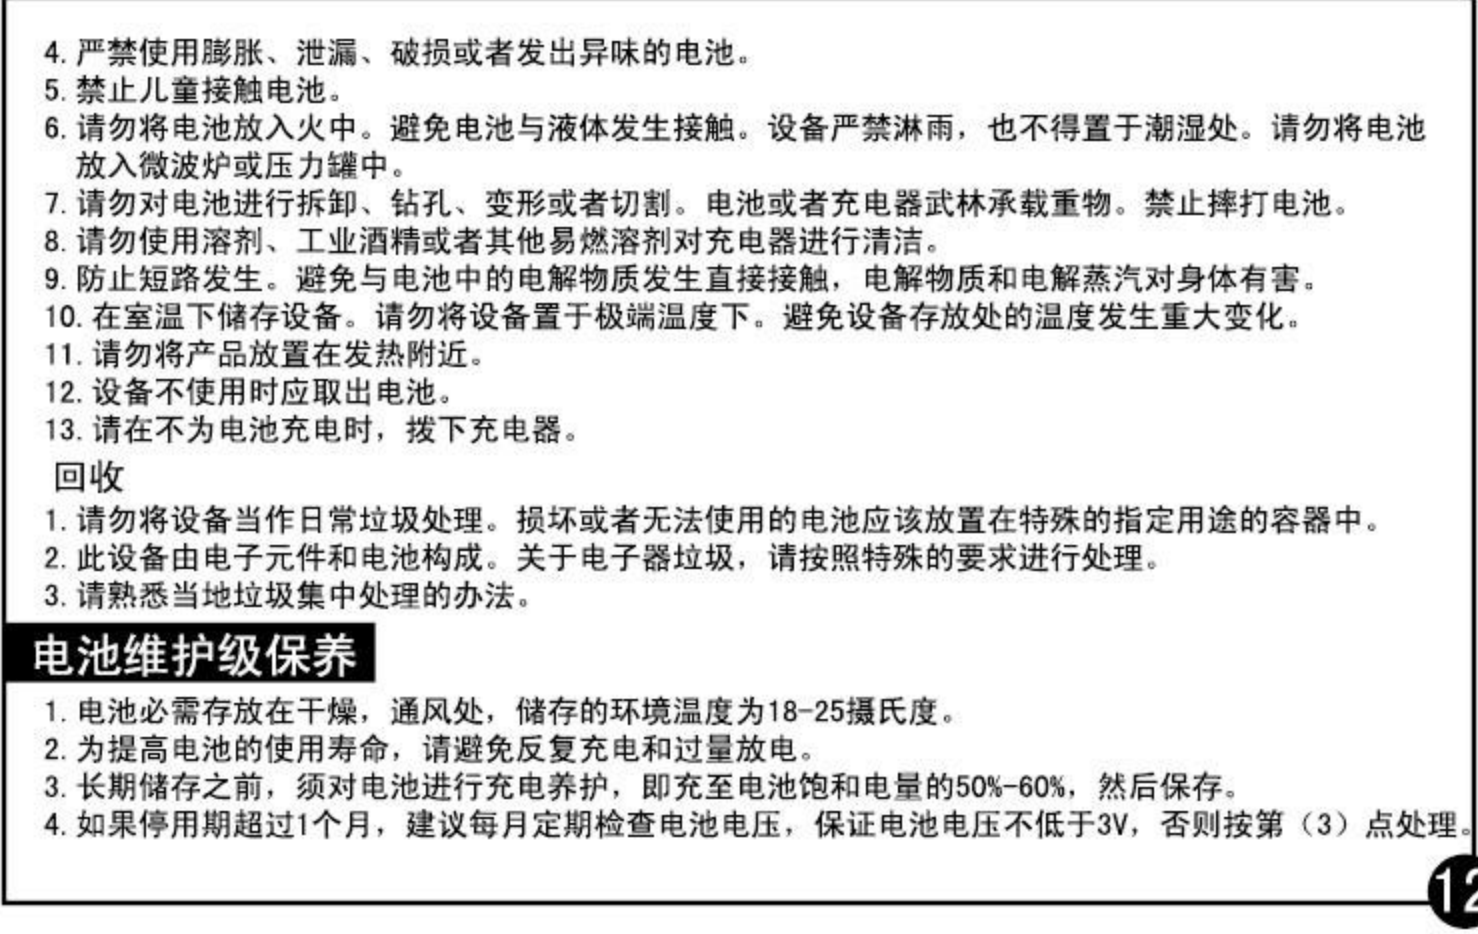 4. 严禁使用膨胀、泄漏、破损或者发出异味的电池。
5. 禁止儿童接触电池。
6. 请勿将电池放入火中。避免电池与液体发生接触。设备严禁淋雨，也不得置于潮湿处。请勿将电池
放入微波炉或压力罐中。
7. 请勿对电池进行拆卸、钻孔、变形或者切割。电池或者充电器武林承载重物。禁止摔打电池。
8. 请勿使用溶剂、工业酒精或者其他易燃溶剂对充电器进行清洁。
9. 防止短路发生。避免与电池中的电解物质发生直接接触，电解物质和电解蒸汽对身体有害。
10. 在室温下储存设备。请勿将设备置于极端温度下。避免设备存放处的温度发生重大变化。
11. 请勿将产品放置在发热附近。
12. 设备不使用时应取出电池。
13. 请在不为电池充电时，拨下充电器。
回收
1. 请勿将设备当作日常垃圾处理。损坏或者无法使用的电池应该放置在特殊的指定用途的容器中。
2. 此设备由电子元件和电池构成。关于电子器垃圾，请按照特殊的要求进行处理。
3. 请熟悉当地垃圾集中处理的办法。
电池维护级保养
1. 电池必需存放在干燥，通风处，储存的环境温度为18-25摄氏度。
2. 为提高电池的使用寿命，请避免反复充电和过量放电。
3. 长期储存之前，须对电池进行充电养护，即充至电池饱和电量的50%-60%，然后保存。
4. 如果停用期超过1个月，建议每月定期检查电池电压，保证电池电压不低于3V，否则按第（3）点处理。
12